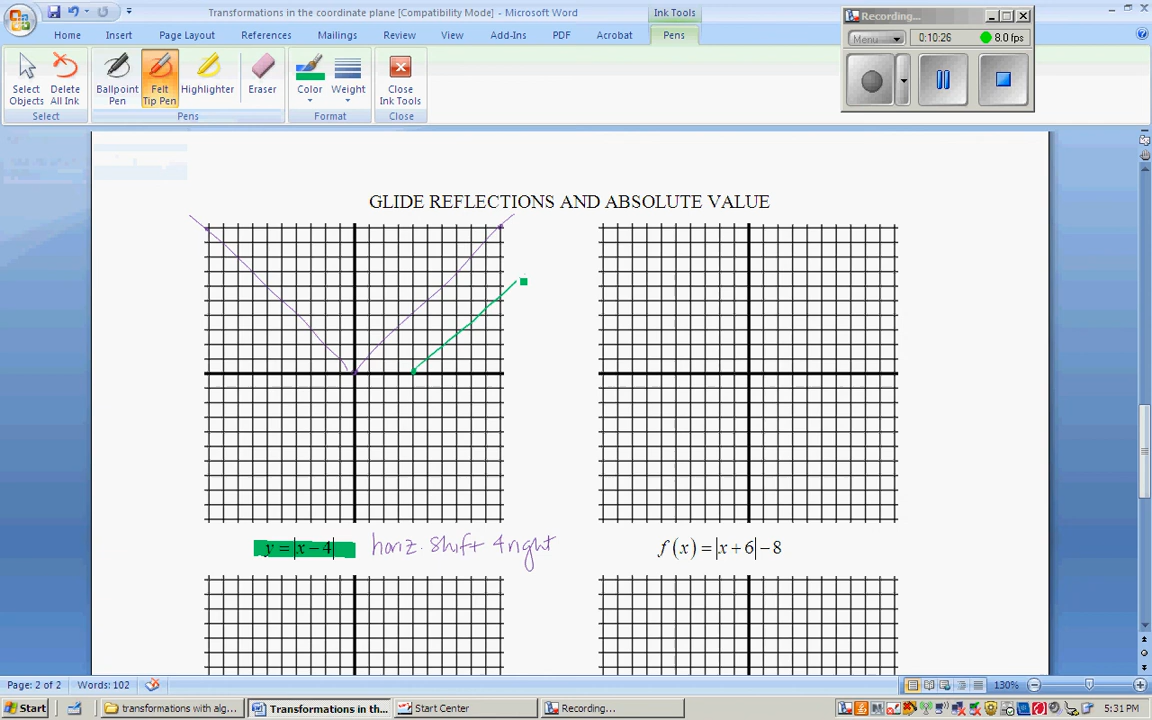 Transformations in the coordinate plane [Compatibility Mode] - Microsoft Word
Ink Tools
Home Insert Page Layout References Mailings Review View Add-Ins PDF Acrobat Pens
Select Objects
Delete All Ink
Ballpoint Pen
Felt Tip Pen
Highlighter
Eraser
Color
Weight
Close Ink Tools
Select Pens Format Close
Recording...
Menu 0:10:26 8.0 fps
GLIDE REFLECTIONS AND ABSOLUTE VALUE
y = |x − 4| horiz. shift 4 right
f (x) = |x + 6| − 8
Page: 2 of 2 Words: 102 130%
Start transformations with alg... Transformations in th... Start Center Recording... 5:31 PM